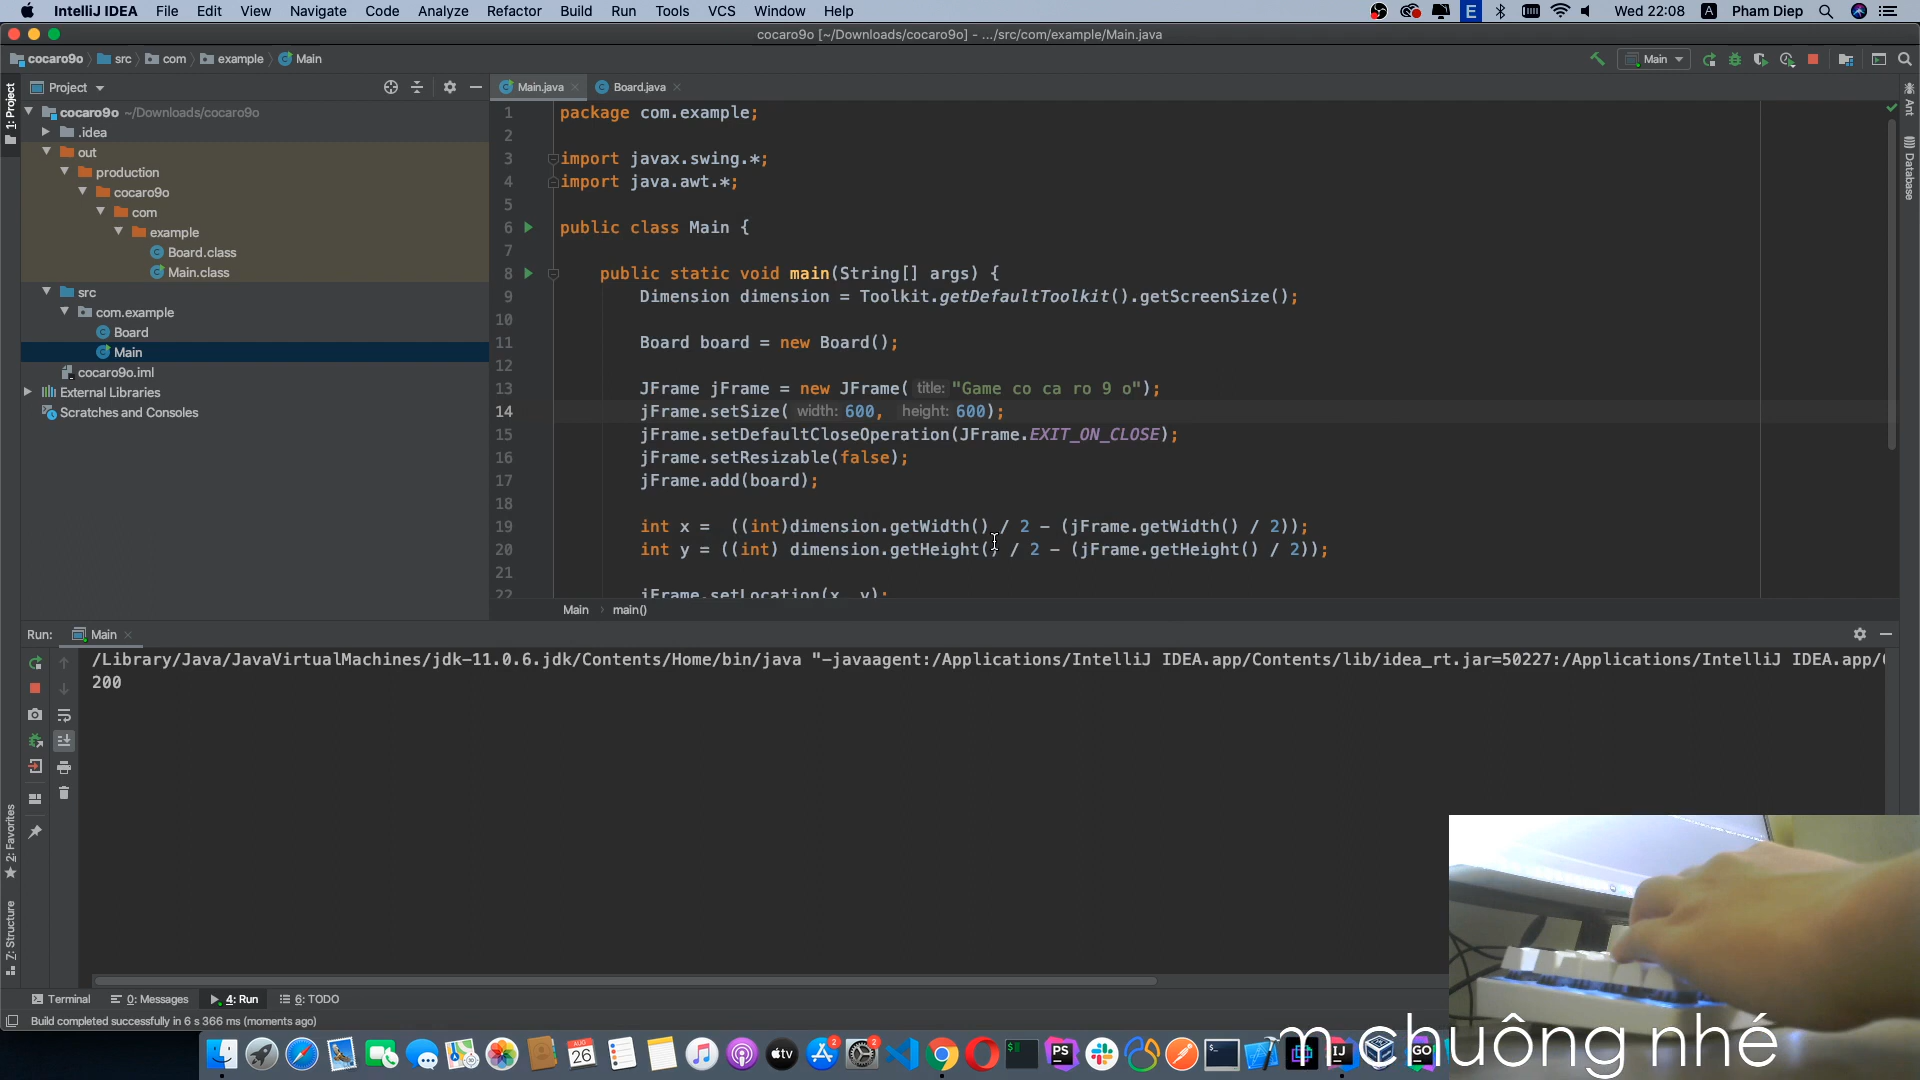 IntelliJ IDEA File Edit View Navigate Code Analyze Refactor Build Run Tools VCS Window Help
E Wed 22:08 A Pham Diep
cocaro9o [~/Downloads/cocaro9o] - .../src/com/example/Main.java
cocaro9o src com example Main
Main
1: Project
Project
Main.java Board.java
cocaro9o ~/Downloads/cocaro9o
.idea
out
production
cocaro9o
com
example
Board.class
Main.class
src
com.example
Board
Main
cocaro9o.iml
External Libraries
Scratches and Consoles
1 package com.example;
2
3 import javax.swing.*;
4 import java.awt.*;
5
6 public class Main {
7
8 public static void main(String[] args) {
9 Dimension dimension = Toolkit.getDefaultToolkit().getScreenSize();
10
11 Board board = new Board();
12
13 JFrame jFrame = new JFrame( title: "Game co ca ro 9 o");
14 jFrame.setSize( width: 600, height: 600);
15 jFrame.setDefaultCloseOperation(JFrame.EXIT_ON_CLOSE);
16 jFrame.setResizable(false);
17 jFrame.add(board);
18
19 int x = ((int)dimension.getWidth() / 2 - (jFrame.getWidth() / 2));
20 int y = ((int) dimension.getHeight() / 2 - (jFrame.getHeight() / 2));
21
22 jFrame.setLocation(x, y);
Main main()
Ant
Database
Run: Main
/Library/Java/JavaVirtualMachines/jdk-11.0.6.jdk/Contents/Home/bin/java "-javaagent:/Applications/IntelliJ IDEA.app/Contents/lib/idea_rt.jar=50227:/Applications/IntelliJ IDEA.app/
200
2: Favorites
Z: Structure
Terminal 0: Messages 4: Run 6: TODO
Build completed successfully in 6 s 366 ms (moments ago)
AUG 26 tv 2 2 $ PS IJ GO
m chuông nhé